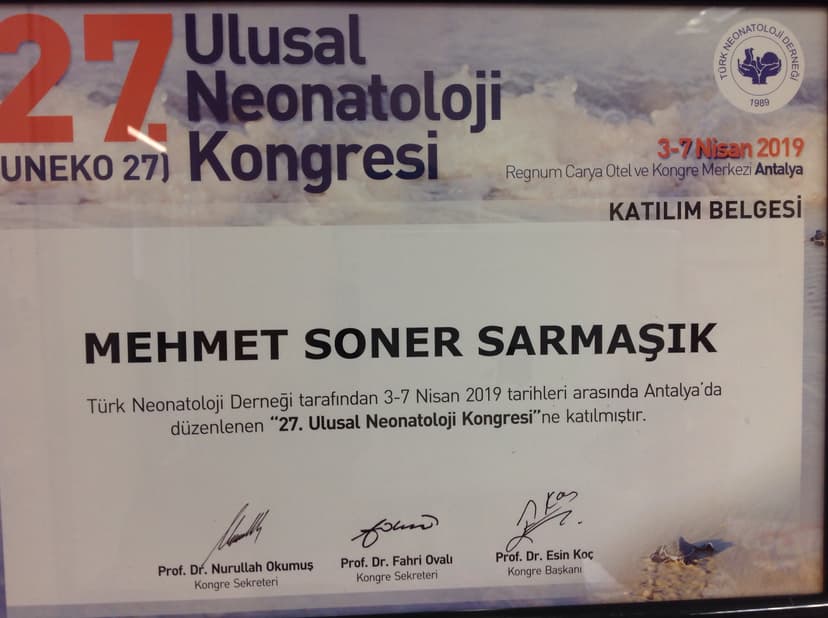 27. Ulusal
Neonatoloji
UNEKO 27) Kongresi
TÜRK NEONATOLOJİ DERNEĞİ
1989
3-7 Nisan 2019
Regnum Carya Otel ve Kongre Merkezi Antalya
KATILIM BELGESİ
MEHMET SONER SARMAŞIK
Türk Neonatoloji Derneği tarafından 3-7 Nisan 2019 tarihleri arasında Antalya'da
düzenlenen “27. Ulusal Neonatoloji Kongresi”ne katılmıştır.
Prof. Dr. Nurullah Okumuş
Kongre Sekreteri
Prof. Dr. Fahri Ovalı
Kongre Sekreteri
Prof. Dr. Esin Koç
Kongre Başkanı